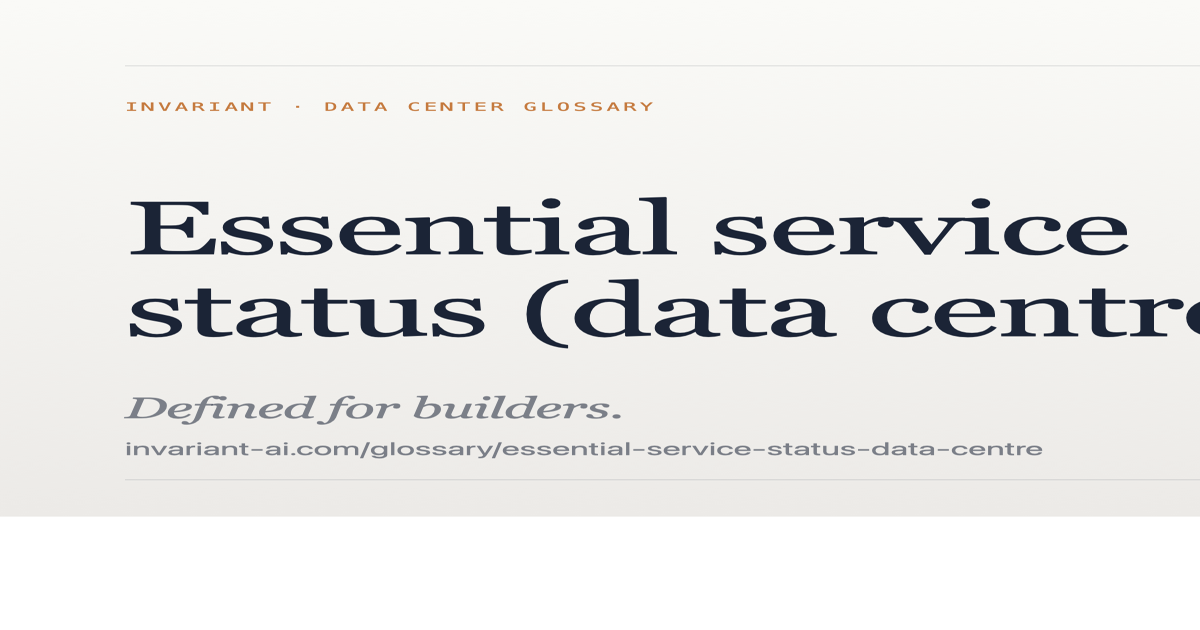 INVARIANT · DATA CENTER GLOSSARY
Essential service
status (data centr
Defined for builders.
invariant-ai.com/glossary/essential-service-status-data-centre